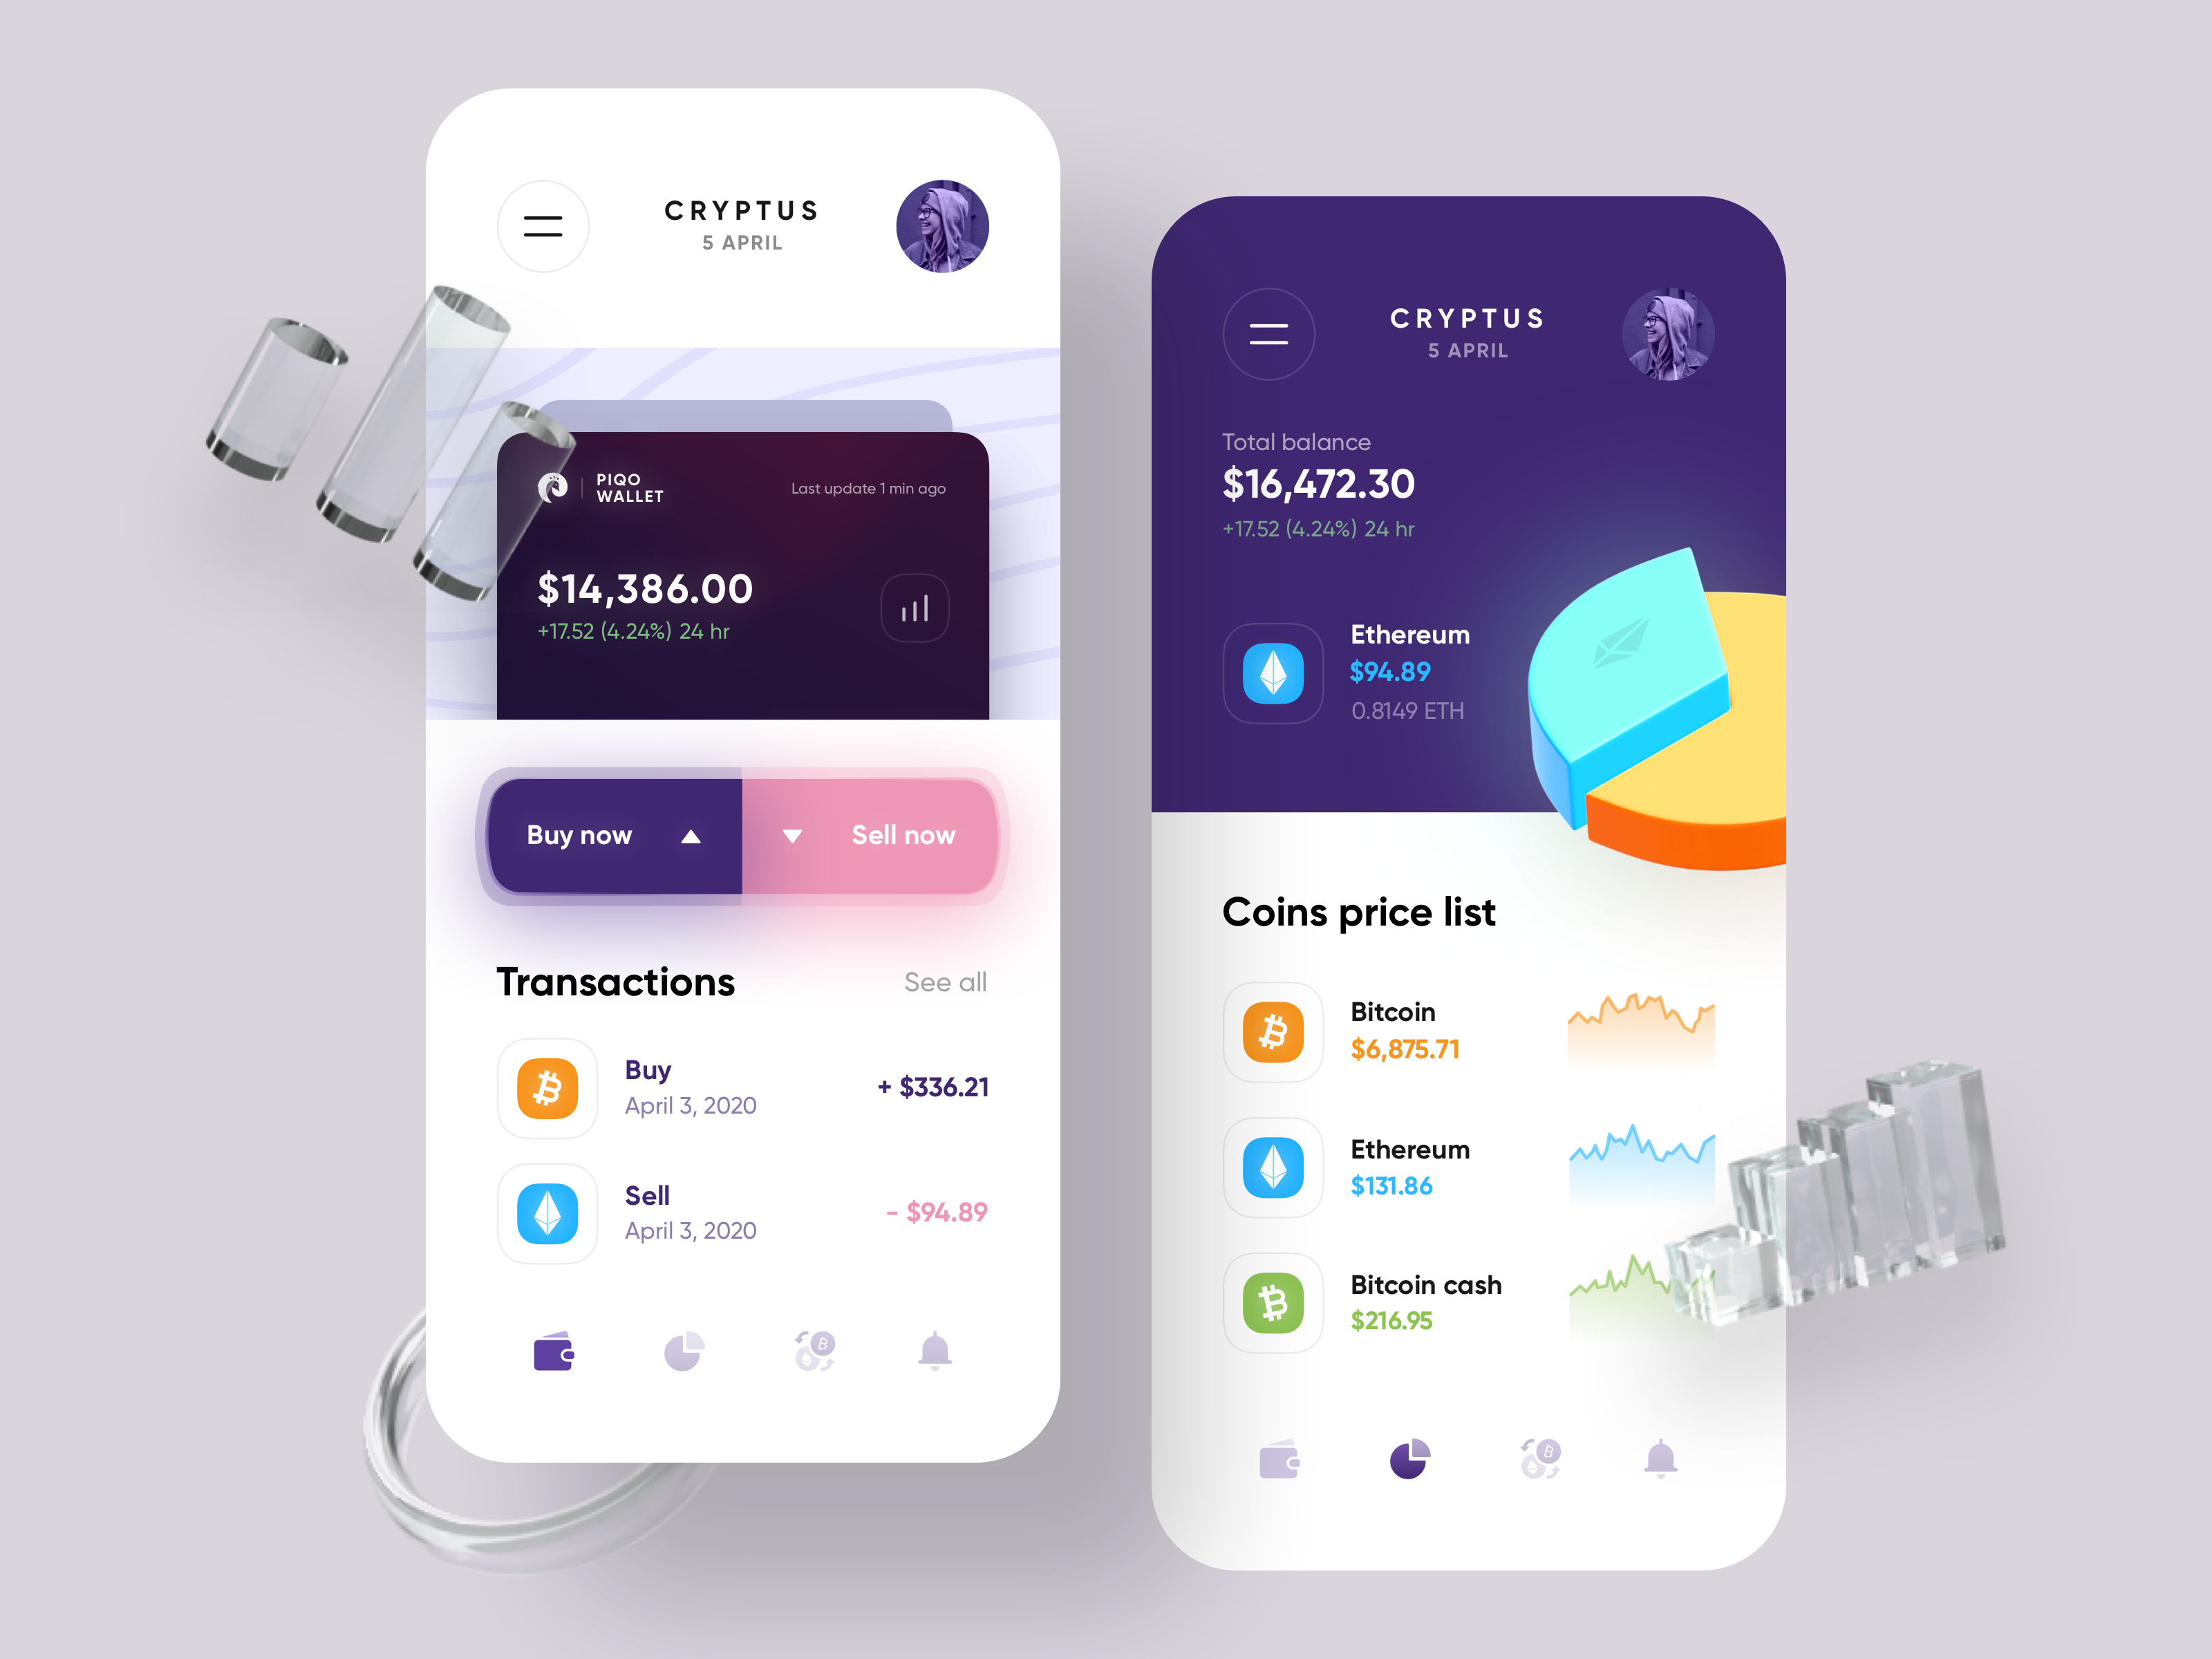 CRYPTUS
5 APRIL
PIQO
WALLET
Last update 1 min ago
$14,386.00
+17.52 (4.24%) 24 hr
Buy now
Sell now
Transactions
See all
Buy
April 3, 2020
+ $336.21
Sell
April 3, 2020
- $94.89
CRYPTUS
5 APRIL
Total balance
$16,472.30
+17.52 (4.24%) 24 hr
Ethereum
$94.89
0.8149 ETH
Coins price list
Bitcoin
$6,875.71
Ethereum
$131.86
Bitcoin cash
$216.95